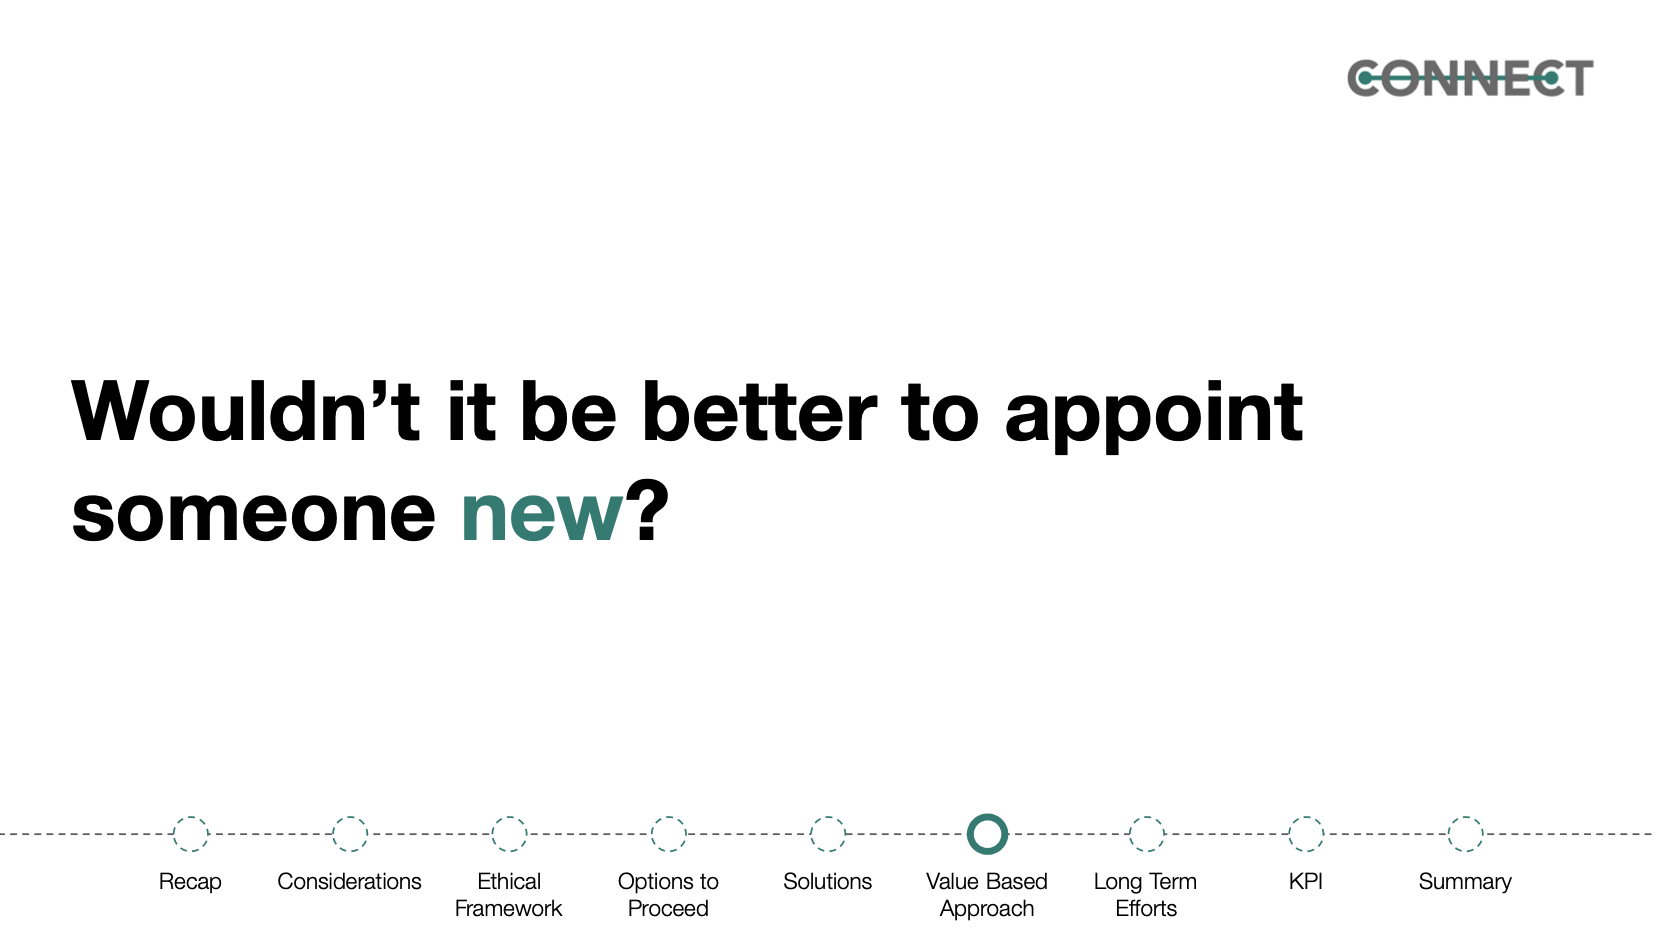 CONNECT
Wouldn’t it be better to appoint
someone new?
Recap
Considerations
Ethical
Framework
Options to
Proceed
Solutions
Value Based
Approach
Long Term
Efforts
KPI
Summary